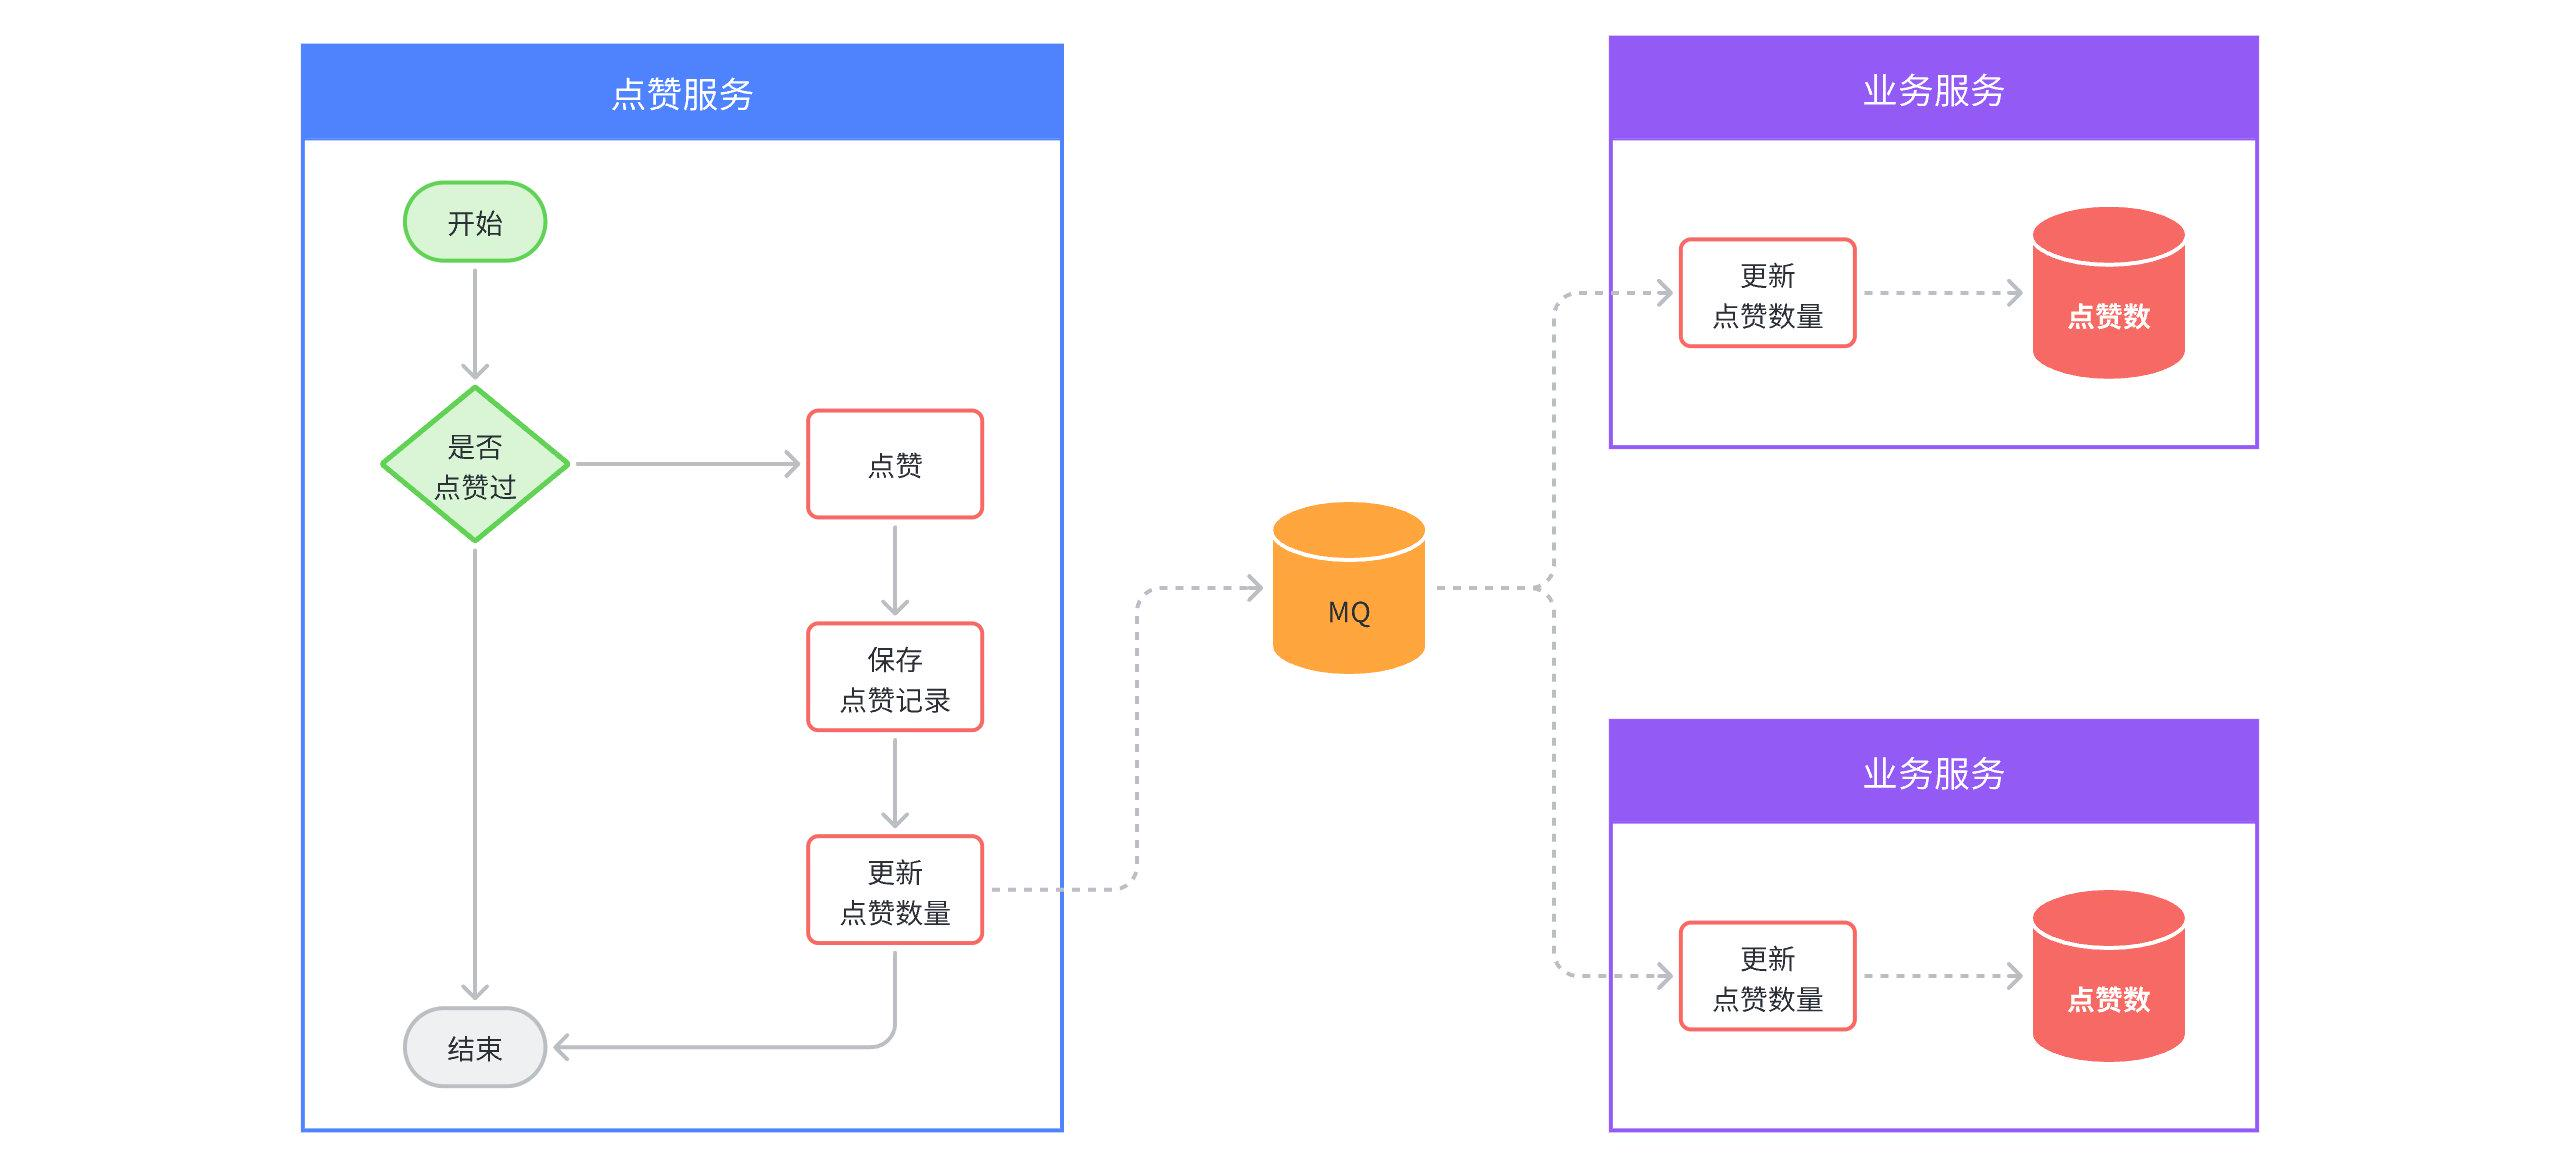 点赞服务
开始
是否
点赞过
点赞
保存
点赞记录
更新
点赞数量
结束
MQ
业务服务
更新
点赞数量
点赞数
业务服务
更新
点赞数量
点赞数